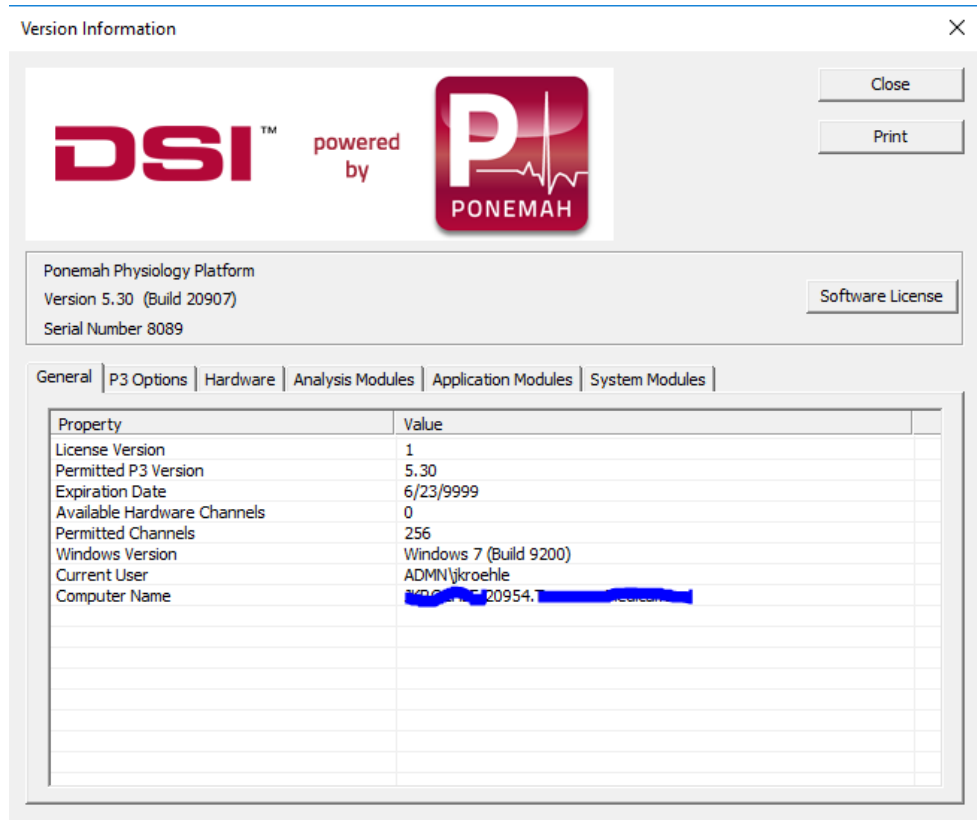 Version Information
DSI™ powered by
PONEMAH
Close
Print
Ponemah Physiology Platform
Version 5.30 (Build 20907)
Serial Number 8089
Software License
General P3 Options Hardware Analysis Modules Application Modules System Modules
Property Value
License Version 1
Permitted P3 Version 5.30
Expiration Date 6/23/9999
Available Hardware Channels 0
Permitted Channels 256
Windows Version Windows 7 (Build 9200)
Current User ADMN\jkroehle
Computer Name 20954.